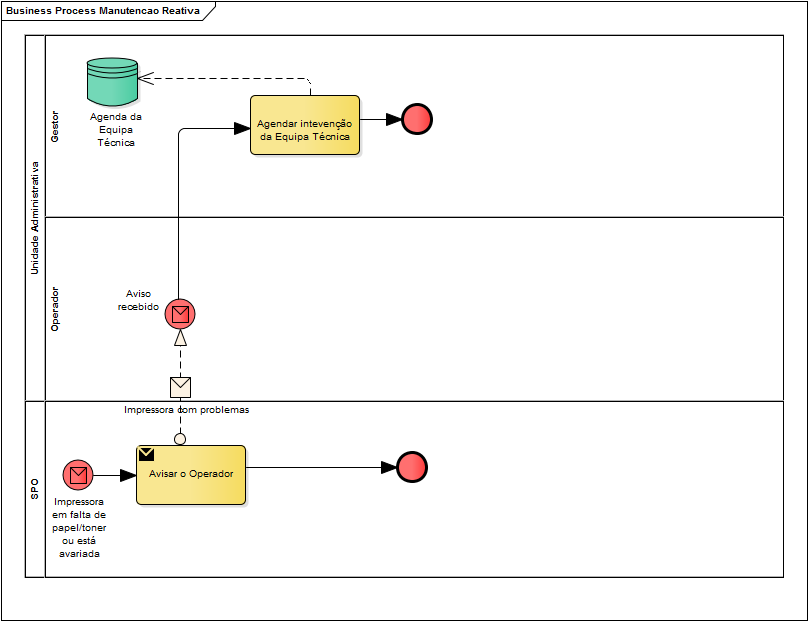 Business Process Manutencao Reativa
Unidade Administrativa
Gestor
Agenda da
Equipa
Técnica
Agendar intevenção
da Equipa Técnica
Operador
Aviso
recebido
Impressora com problemas
SPO
Avisar o Operador
Impressora
em falta de
papel/toner
ou está
avariada